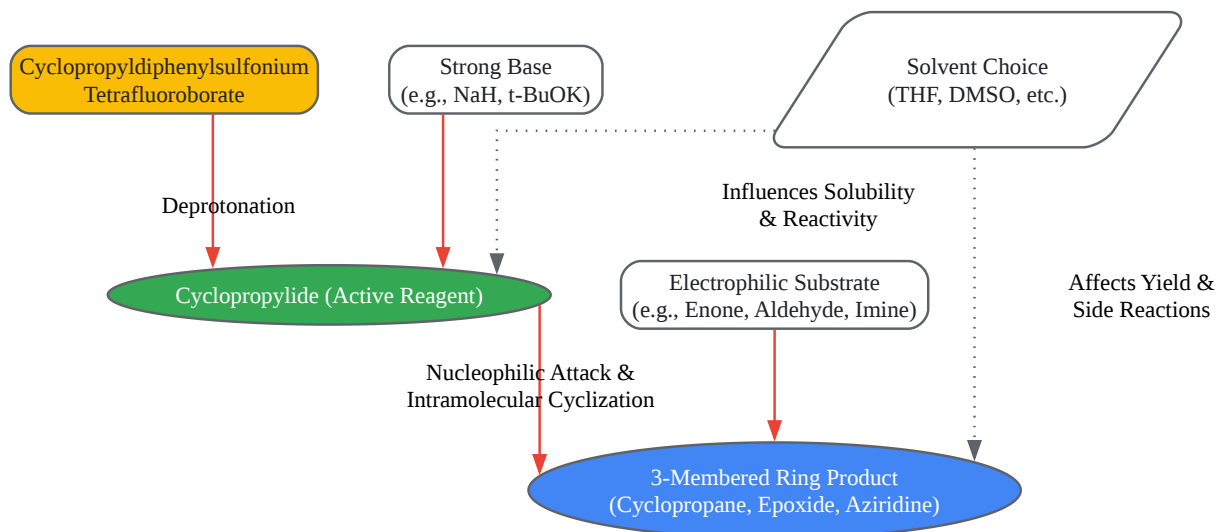 Cyclopropyldiphenylsulfonium
Tetrafluoroborate
Strong Base
(e.g., NaH, t-BuOK)
Solvent Choice
(THF, DMSO, etc.)
Deprotonation
Influences Solubility
& Reactivity
Cyclopropylide (Active Reagent)
Electrophilic Substrate
(e.g., Enone, Aldehyde, Imine)
Affects Yield &
Side Reactions
Nucleophilic Attack &
Intramolecular Cyclization
3-Membered Ring Product
(Cyclopropane, Epoxide, Aziridine)